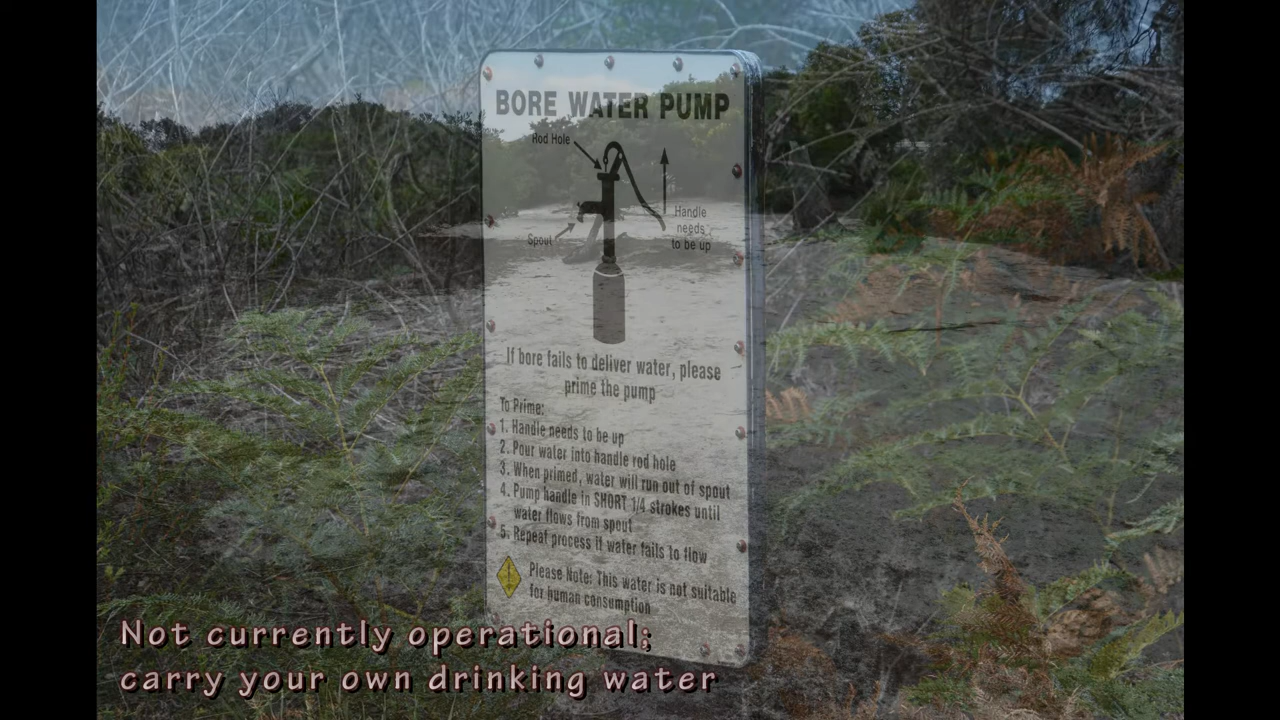 BORE WATER PUMP
Rod Hole
Handle
needs
to be up
Spout
If bore fails to deliver water, please
prime the pump
To Prime:
1. Handle needs to be up
2. Pour water into handle rod hole
3. When primed, water will run out of spout
4. Pump handle in SHORT 1/4 strokes until
water flows from spout
5. Repeat process if water fails to flow
Please Note: This water is not suitable
for human consumption
Not currently operational;
carry your own drinking water